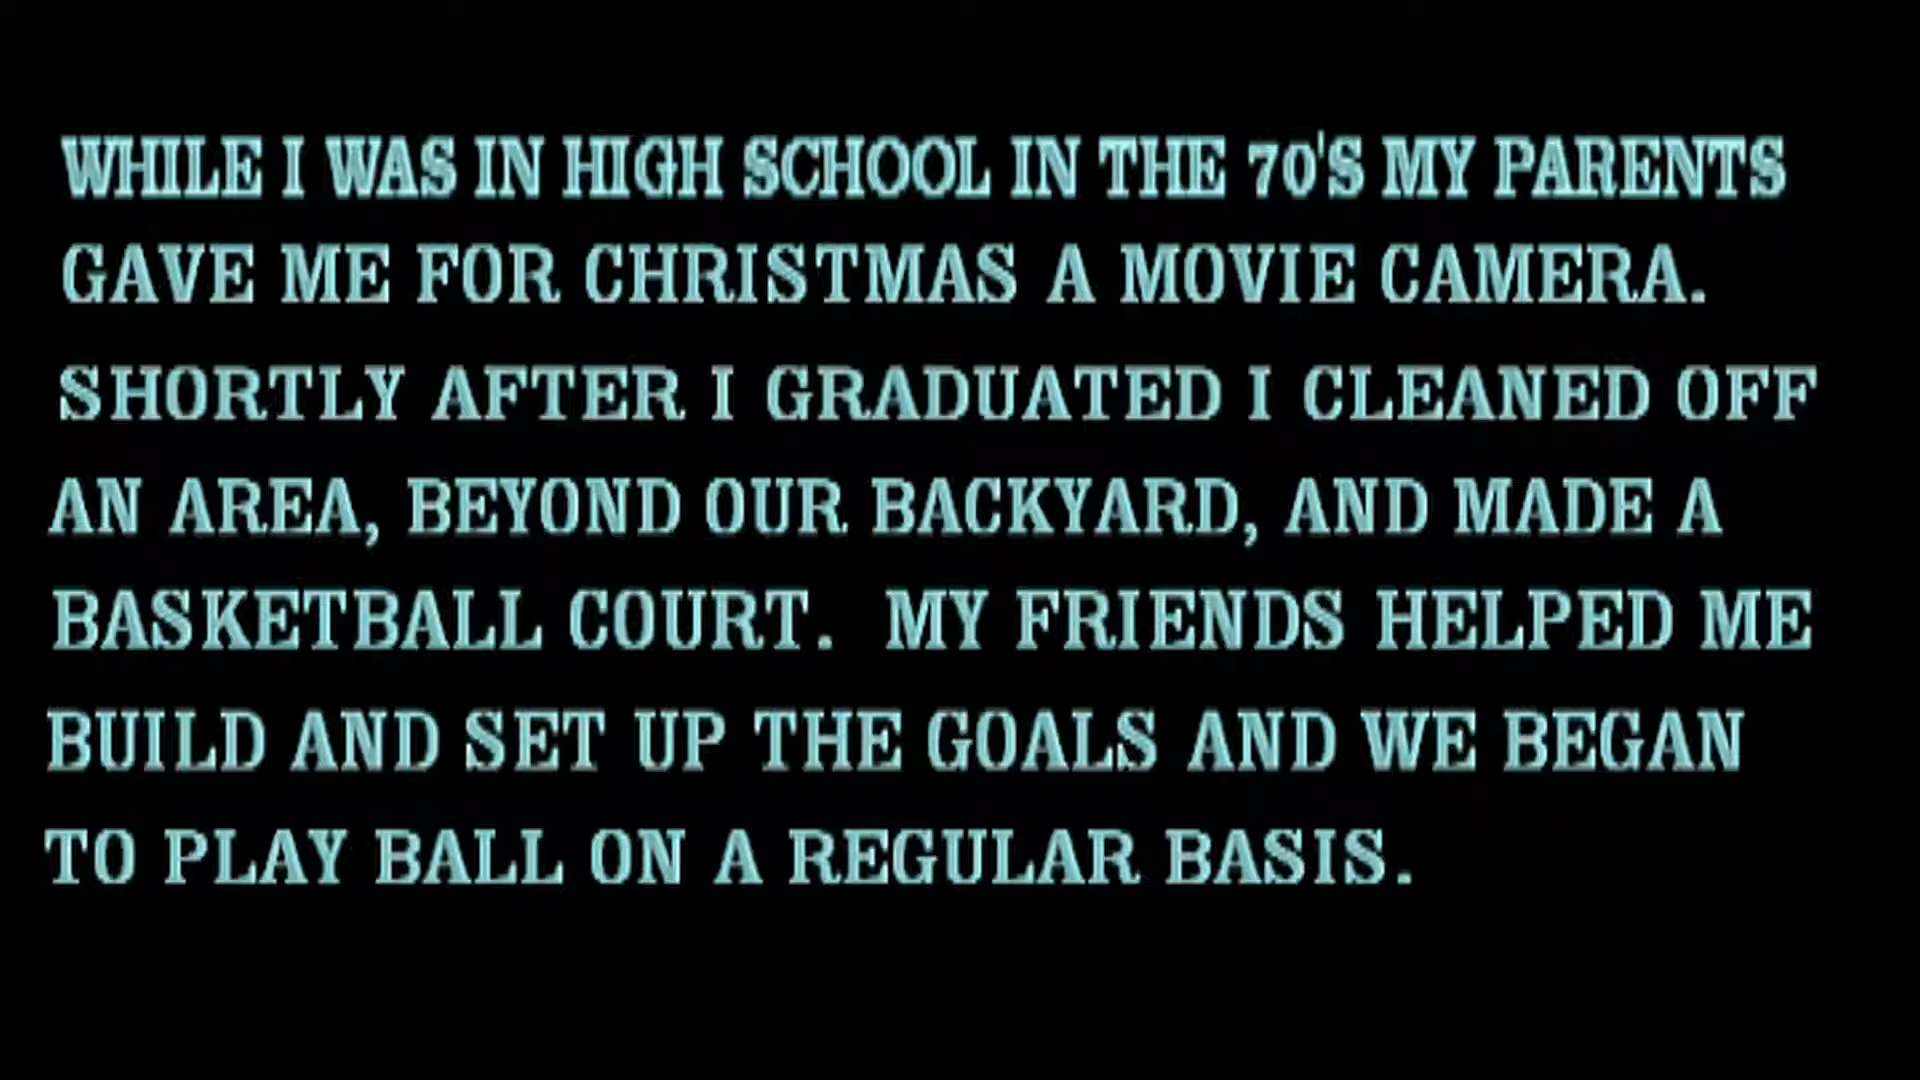 WHILE I WAS IN HIGH SCHOOL IN THE 70'S MY PARENTS
GAVE ME FOR CHRISTMAS A MOVIE CAMERA.
SHORTLY AFTER I GRADUATED I CLEANED OFF
AN AREA, BEYOND OUR BACKYARD, AND MADE A
BASKETBALL COURT. MY FRIENDS HELPED ME
BUILD AND SET UP THE GOALS AND WE BEGAN
TO PLAY BALL ON A REGULAR BASIS.